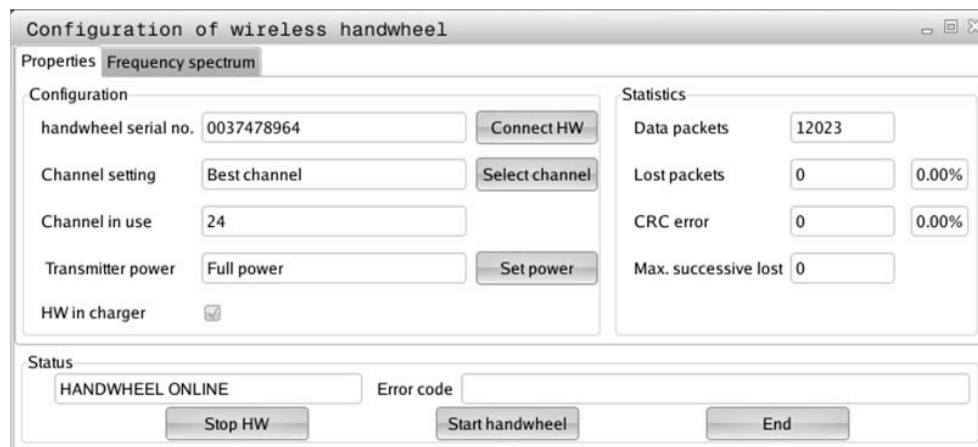 Configuration of wireless handwheel
Properties Frequency spectrum
Configuration
handwheel serial no. 0037478964 Connect HW
Channel setting Best channel Select channel
Channel in use 24
Transmitter power Full power Set power
HW in charger
Statistics
Data packets 12023
Lost packets 0 0.00%
CRC error 0 0.00%
Max. successive lost 0
Status
HANDWHEEL ONLINE Error code
Stop HW Start handwheel End